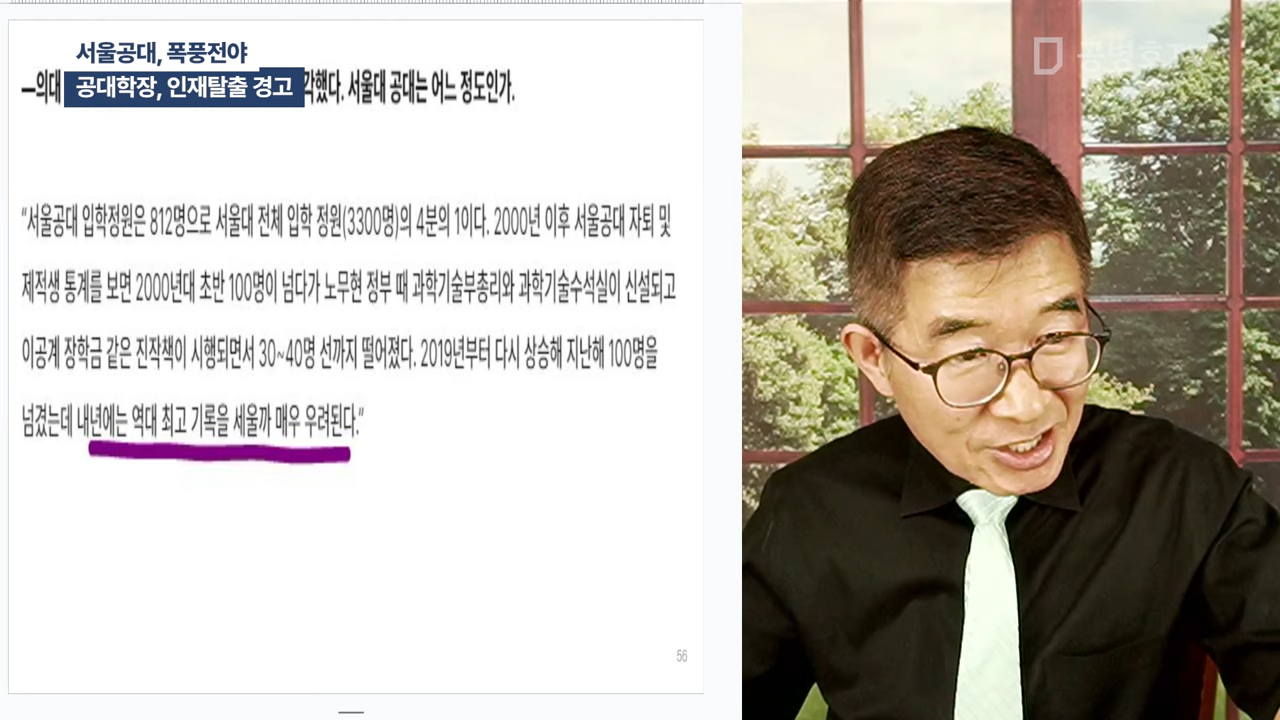 서울공대, 폭풍전야
공대학장, 인재탈출 경고
—의대 각했다. 서울대 공대는 어느 정도인가.
“서울공대 입학정원은 812명으로 서울대 전체 입학 정원(3300명)의 4분의 1이다. 2000년 이후 서울공대 자퇴 및
제적생 통계를 보면 2000년대 초반 100명이 넘다가 노무현 정부 때 과학기술부총리와 과학기술수석실이 신설되고
이공계 장학금 같은 진작책이 시행되면서 30~40명 선까지 떨어졌다. 2019년부터 다시 상승해 지난해 100명을
넘겼는데 내년에는 역대 최고 기록을 세울까 매우 우려된다.“
56